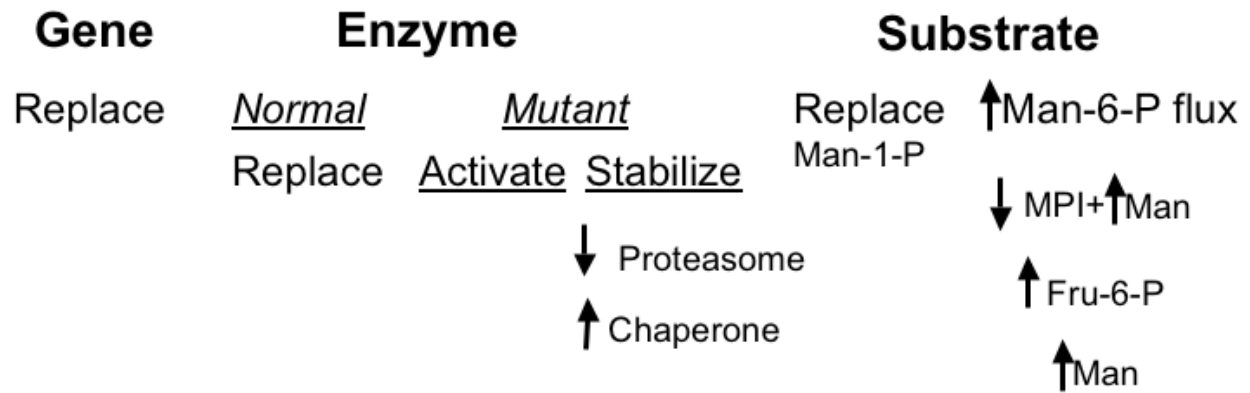 Gene Enzyme Substrate
Replace Normal Mutant Replace ↑Man-6-P flux
Man-1-P
Replace Activate Stabilize
↓ MPI+↑Man
↓ Proteasome
↑ Fru-6-P
↑ Chaperone
↑Man